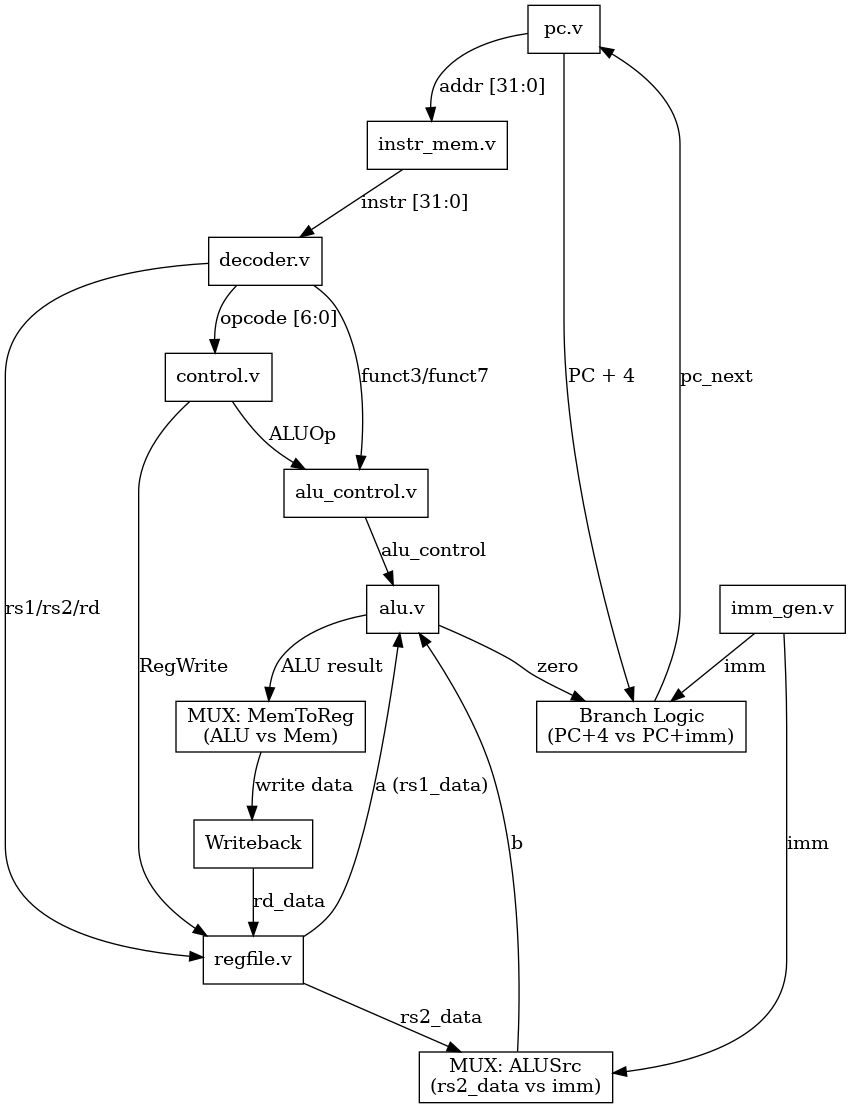 pc.v
addr [31:0]
instr_mem.v
instr [31:0]
decoder.v
opcode [6:0]
control.v
funct3/funct7
PC + 4
pc_next
ALUOp
alu_control.v
alu_control
alu.v
imm_gen.v
rs1/rs2/rd
RegWrite
ALU result
zero
imm
MUX: MemToReg
(ALU vs Mem)
Branch Logic
(PC+4 vs PC+imm)
write data
a (rs1_data)
Writeback
b
imm
rd_data
regfile.v
rs2_data
MUX: ALUSrc
(rs2_data vs imm)